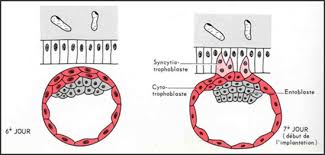 6ᵉ JOUR
Syncytio-
trophoblaste
Cyto-
trophoblaste
Entoblaste
7ᵉ JOUR
(début de
l'implantation.)